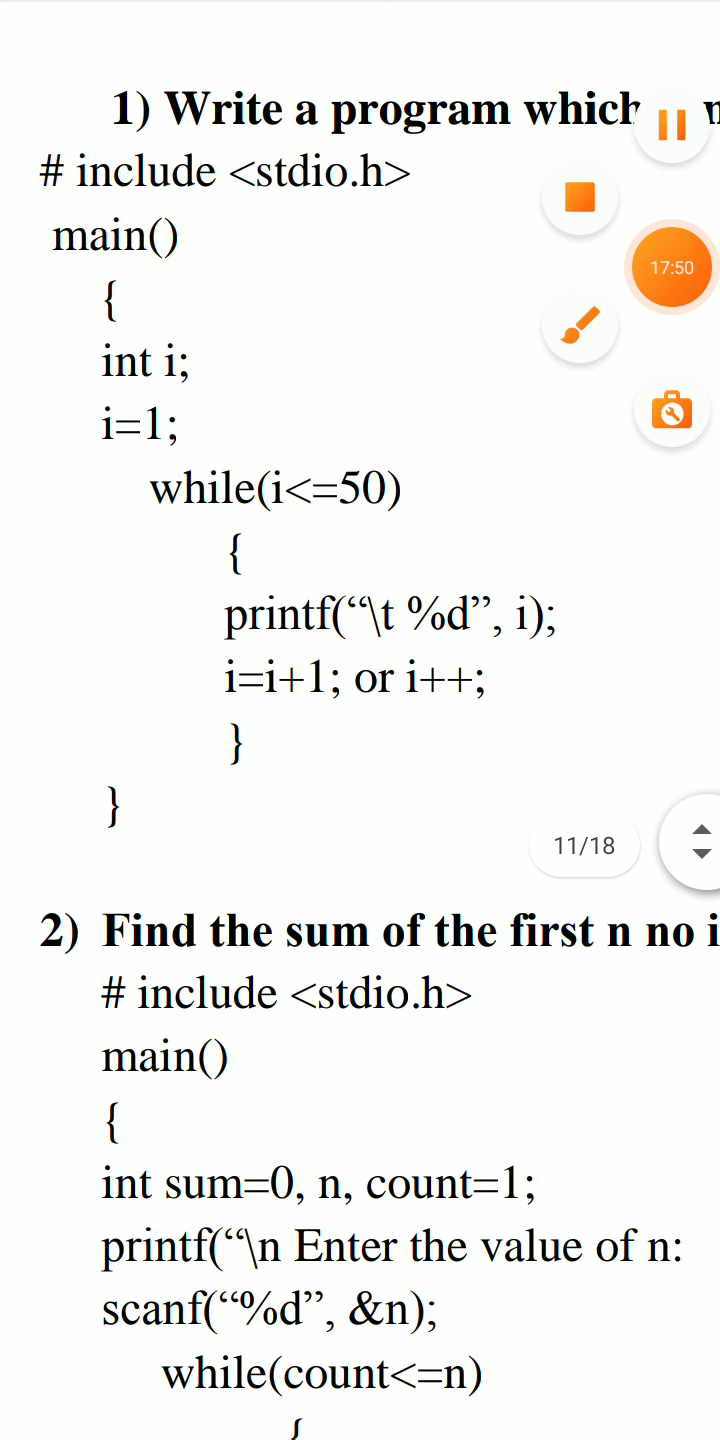 1) Write a program which
# include <stdio.h>
main()
17:50
{
int i;
i=1;
while(i<=50)
{
printf(“\t %d”, i);
i=i+1; or i++;
}
}
11/18
2) Find the sum of the first n no i
# include <stdio.h>
main()
{
int sum=0, n, count=1;
printf(“\n Enter the value of n:
scanf(“%d”, &n);
while(count<=n)
{